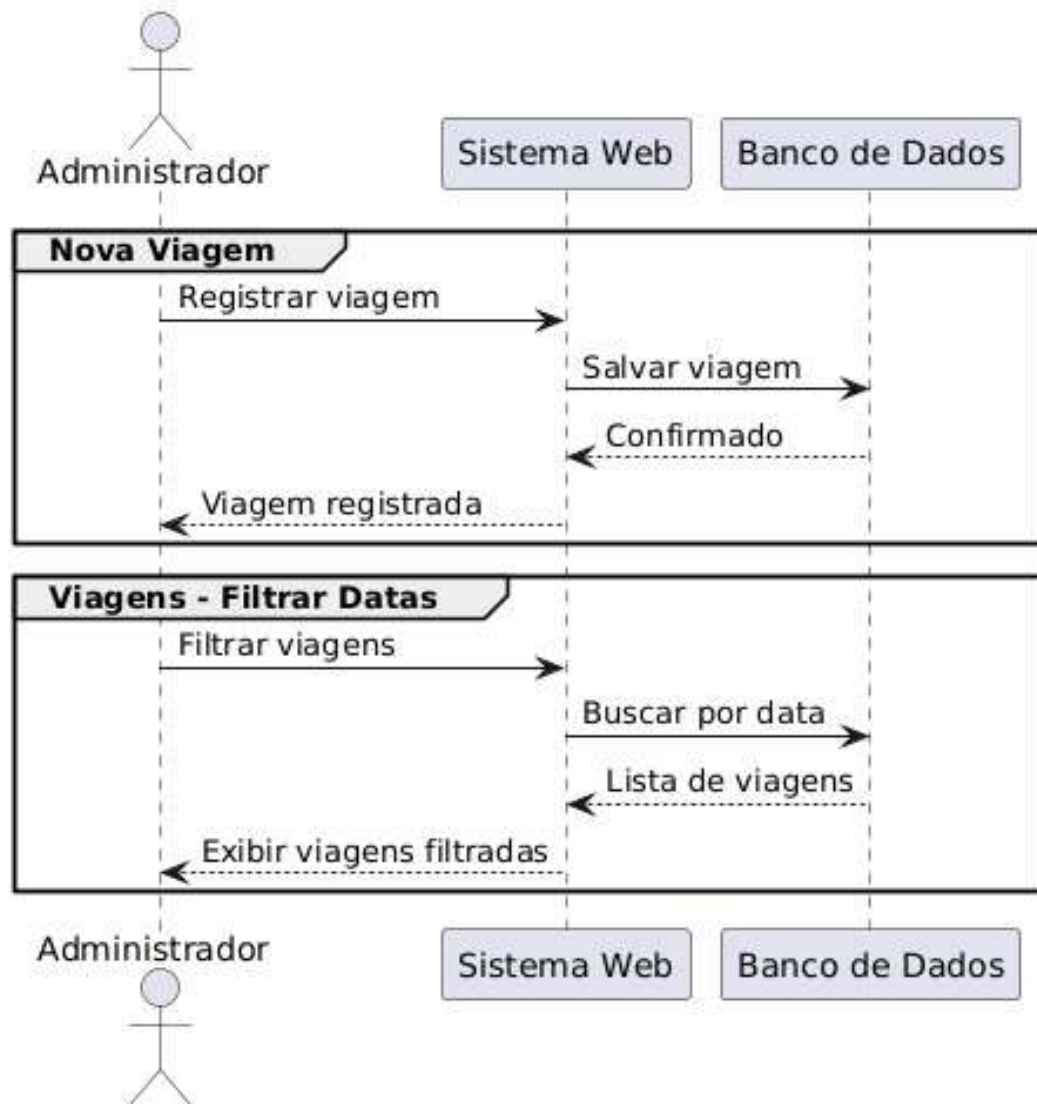 Administrador
Sistema Web
Banco de Dados
Nova Viagem
Registrar viagem
Salvar viagem
Confirmado
Viagem registrada
Viagens - Filtrar Datas
Filtrar viagens
Buscar por data
Lista de viagens
Exibir viagens filtradas
Administrador
Sistema Web
Banco de Dados